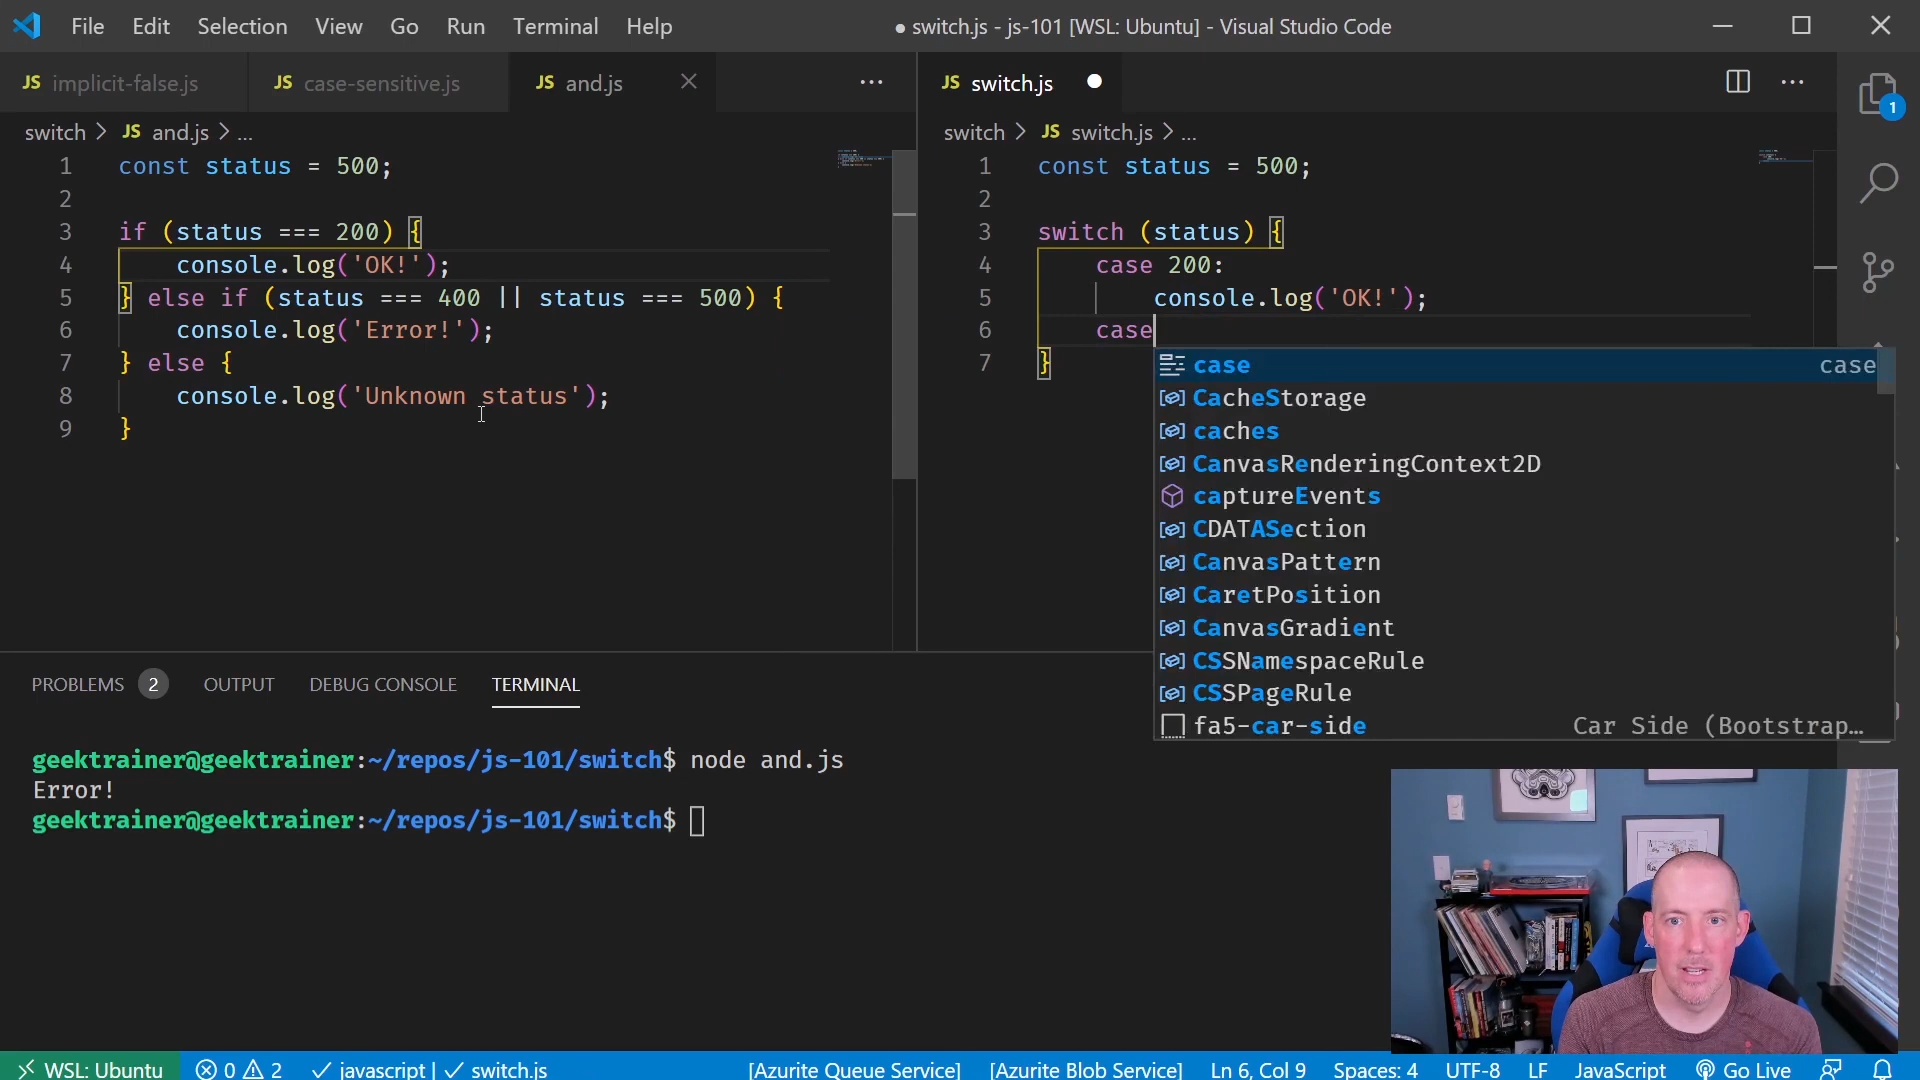 File Edit Selection View Go Run Terminal Help
● switch.js - js-101 [WSL: Ubuntu] - Visual Studio Code
JS implicit-false.js JS case-sensitive.js JS and.js
switch > JS and.js > ...
1 const status = 500;
2
3 if (status === 200) {
4 console.log('OK!');
5 } else if (status === 400 || status === 500) {
6 console.log('Error!');
7 } else {
8 console.log('Unknown status');
9 }
JS switch.js
switch > JS switch.js > ...
1 const status = 500;
2
3 switch (status) {
4 case 200:
5 console.log('OK!');
6 case
7 }
case case
CacheStorage
caches
CanvasRenderingContext2D
captureEvents
CDATASection
CanvasPattern
CaretPosition
CanvasGradient
CSSNamespaceRule
CSSPageRule
fa5-car-side Car Side (Bootstrap…
1
PROBLEMS 2 OUTPUT DEBUG CONSOLE TERMINAL
geektrainer@geektrainer:~/repos/js-101/switch$ node and.js
Error!
geektrainer@geektrainer:~/repos/js-101/switch$
WSL: Ubuntu 0 2 javascript | switch.js [Azurite Queue Service] [Azurite Blob Service] Ln 6, Col 9 Spaces: 4 UTF-8 LF JavaScript Go Live